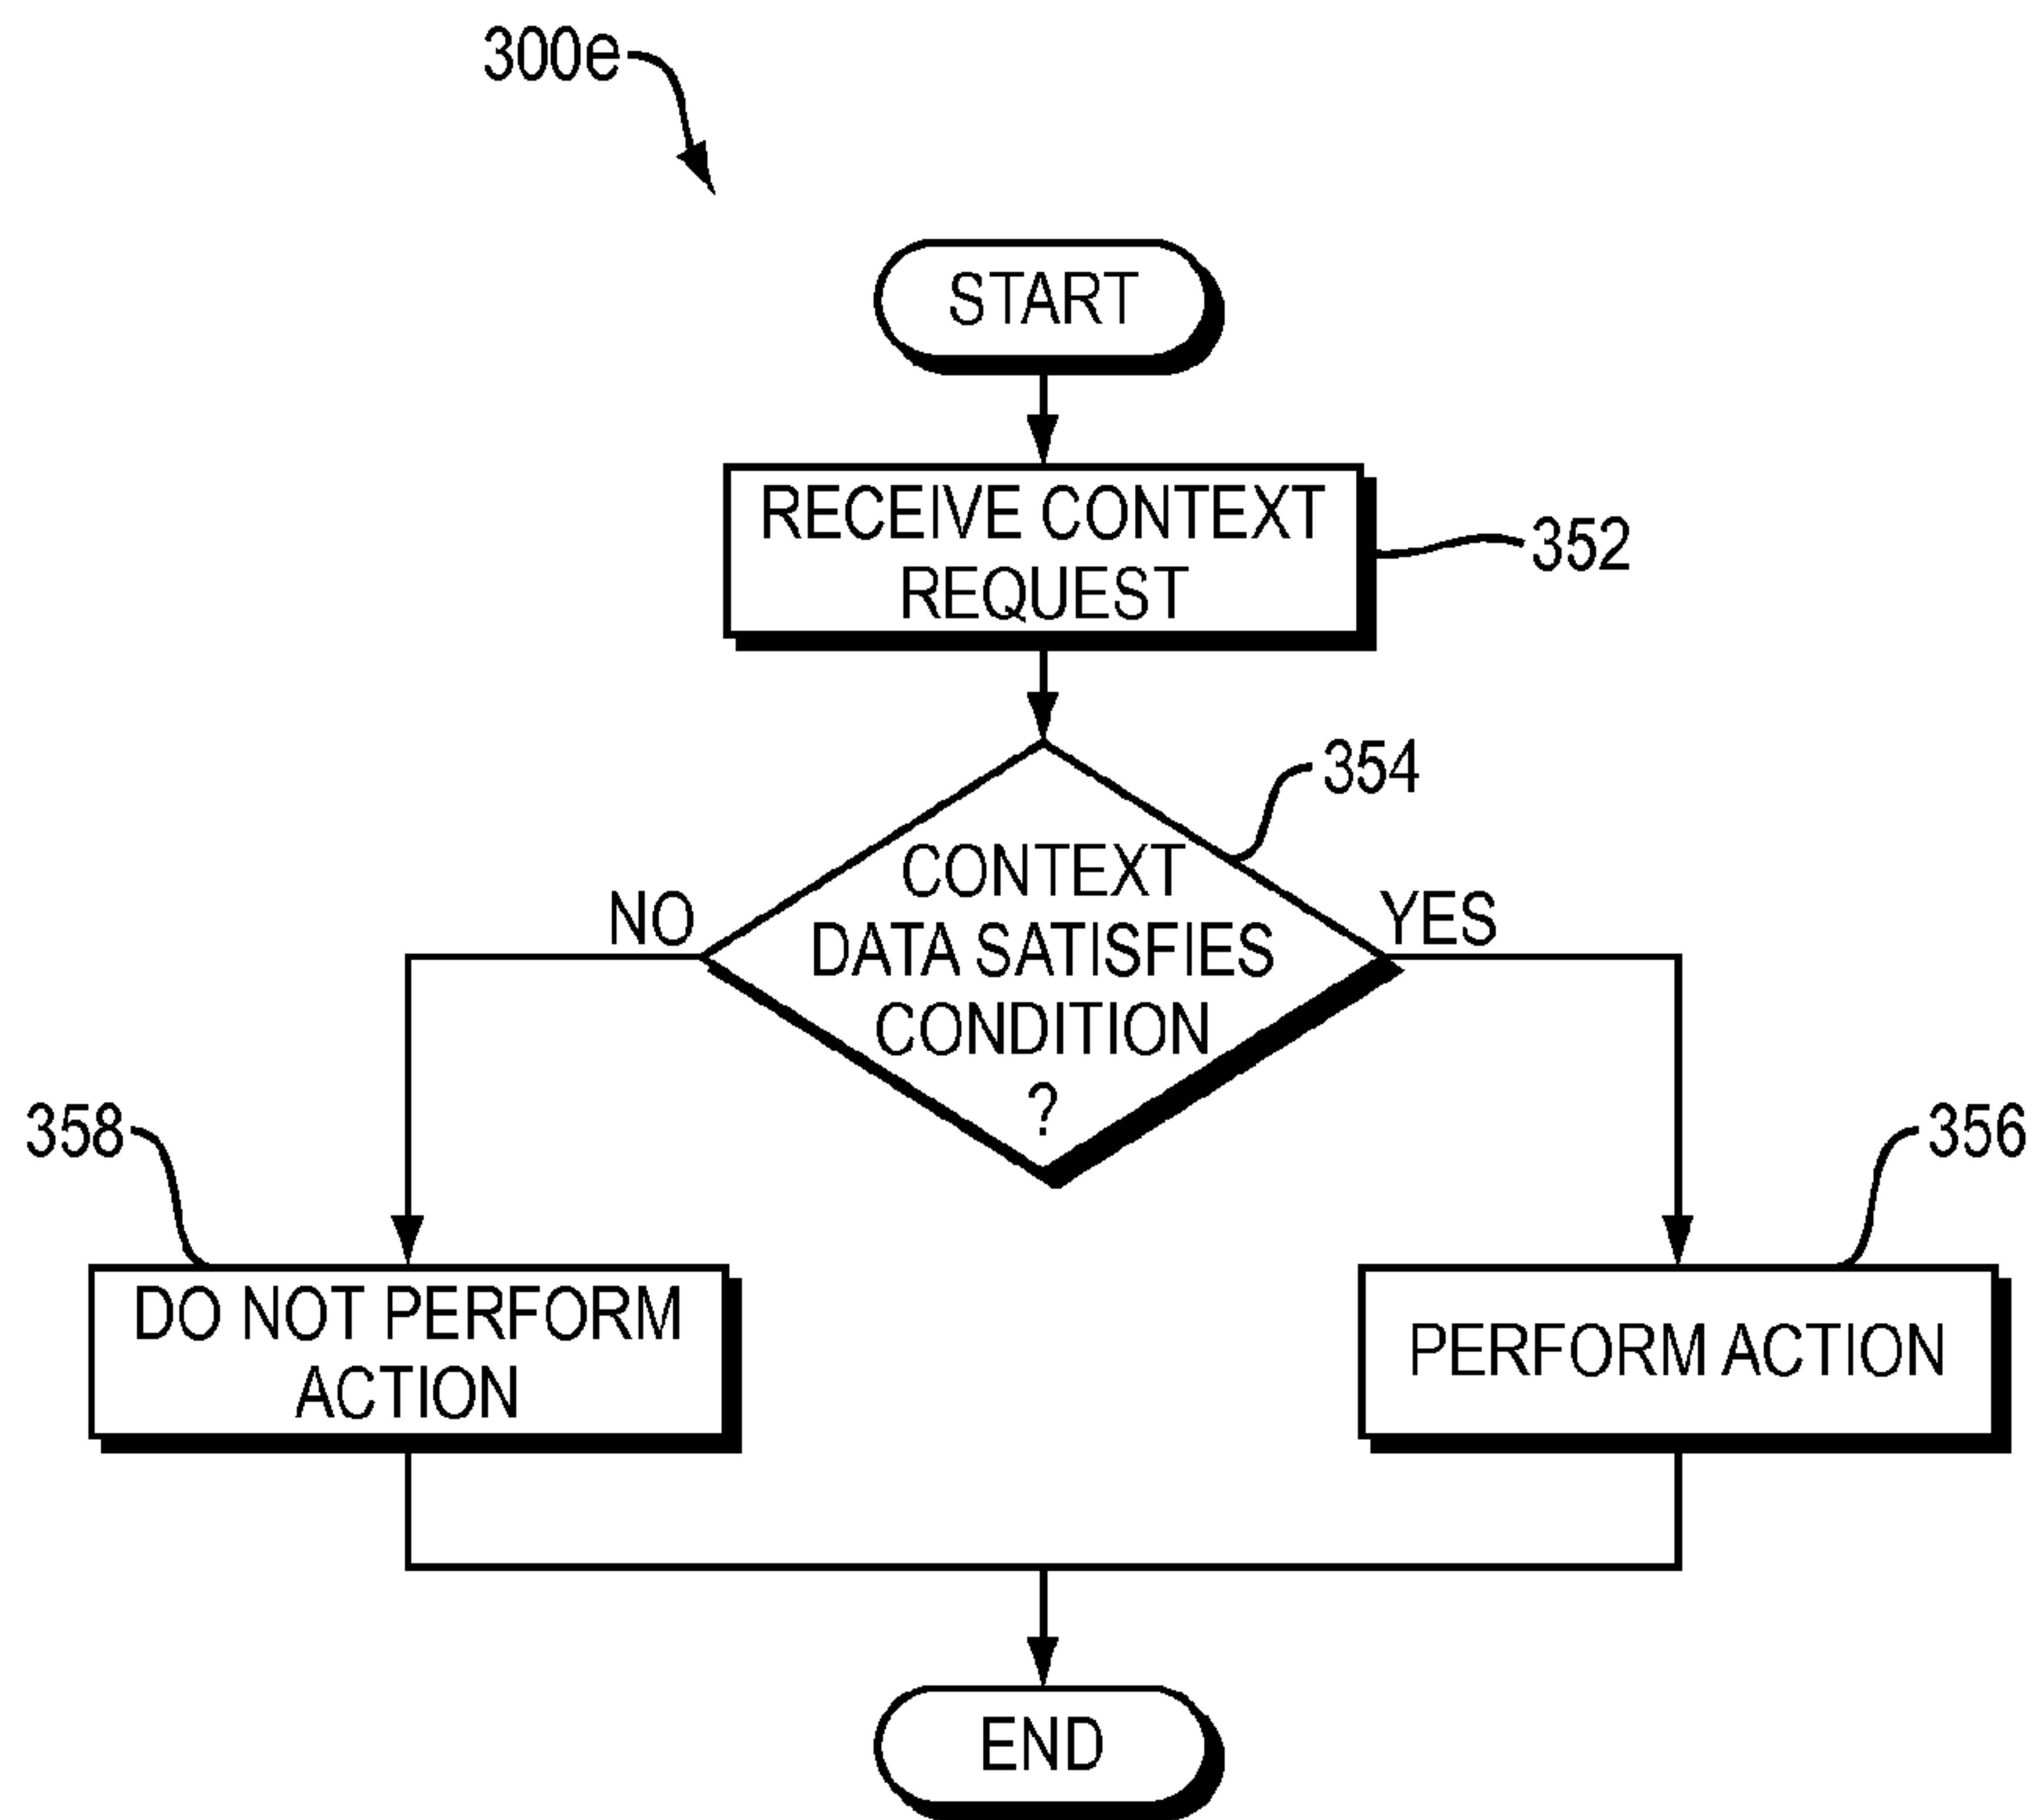 300e
START
RECEIVE CONTEXT
REQUEST
352
354
CONTEXT
DATA SATISFIES
CONDITION
?
NO
YES
358
356
DO NOT PERFORM
ACTION
PERFORM ACTION
END